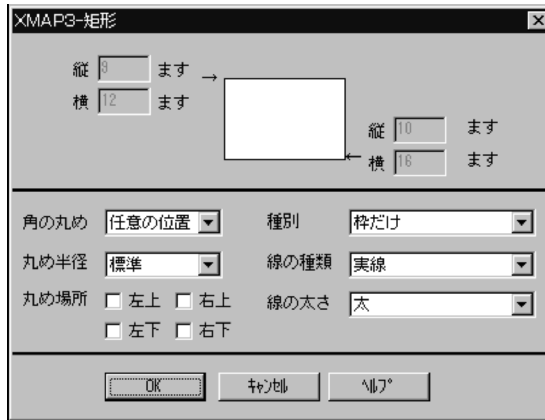 XMAP3-矩形
縦 9 ます →
横 12 ます
縦 10 ます
← 横 16 ます
角の丸め 任意の位置 種別 枠だけ
丸め半径 標準 線の種類 実線
丸め場所 左上 右上 線の太さ 太
左下 右下
OK ｷｬﾝｾﾙ ﾍﾙﾌﾟ